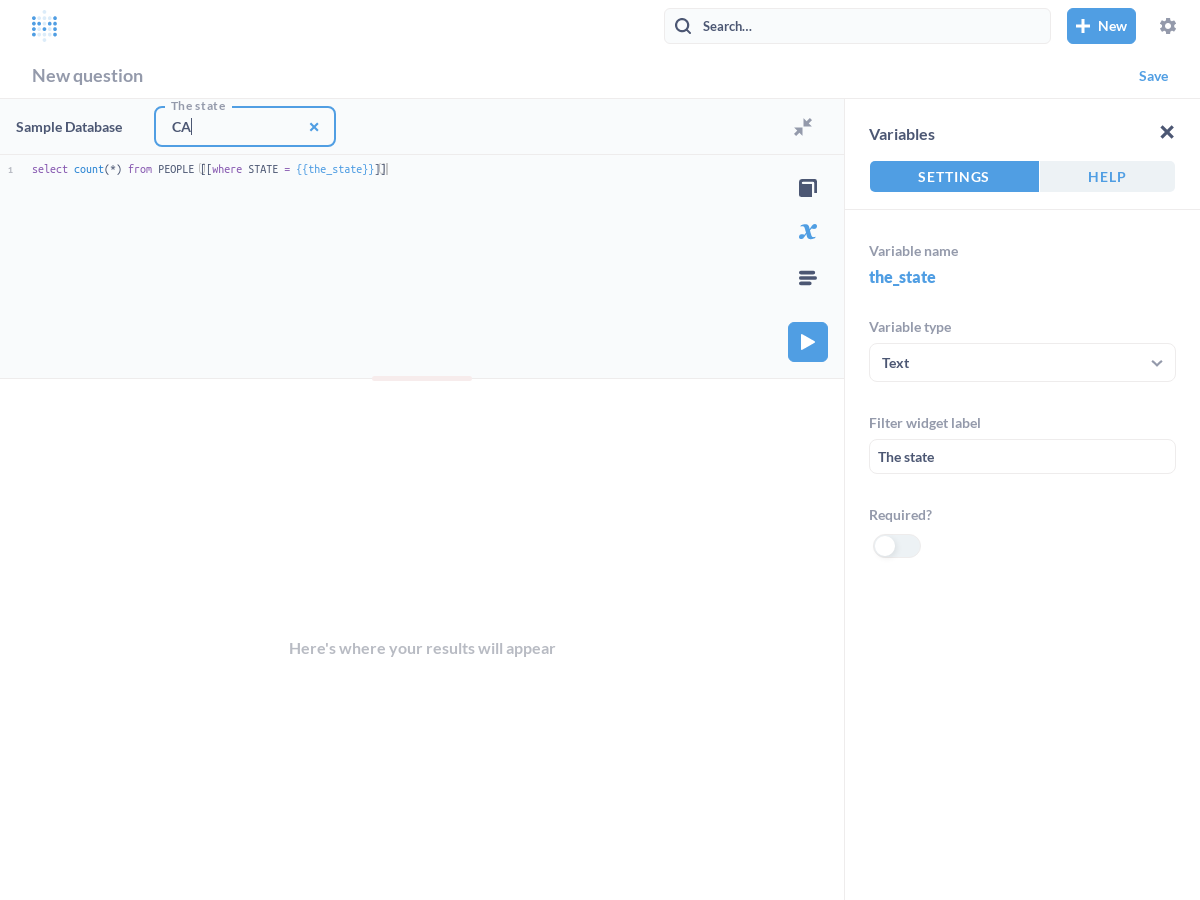 Search...
New
New question
Save
Sample Database
The state
CA
1 select count(*) from PEOPLE [[where STATE = {{the_state}}]]
Here's where your results will appear
Variables
SETTINGS
HELP
Variable name
the_state
Variable type
Text
Filter widget label
The state
Required?